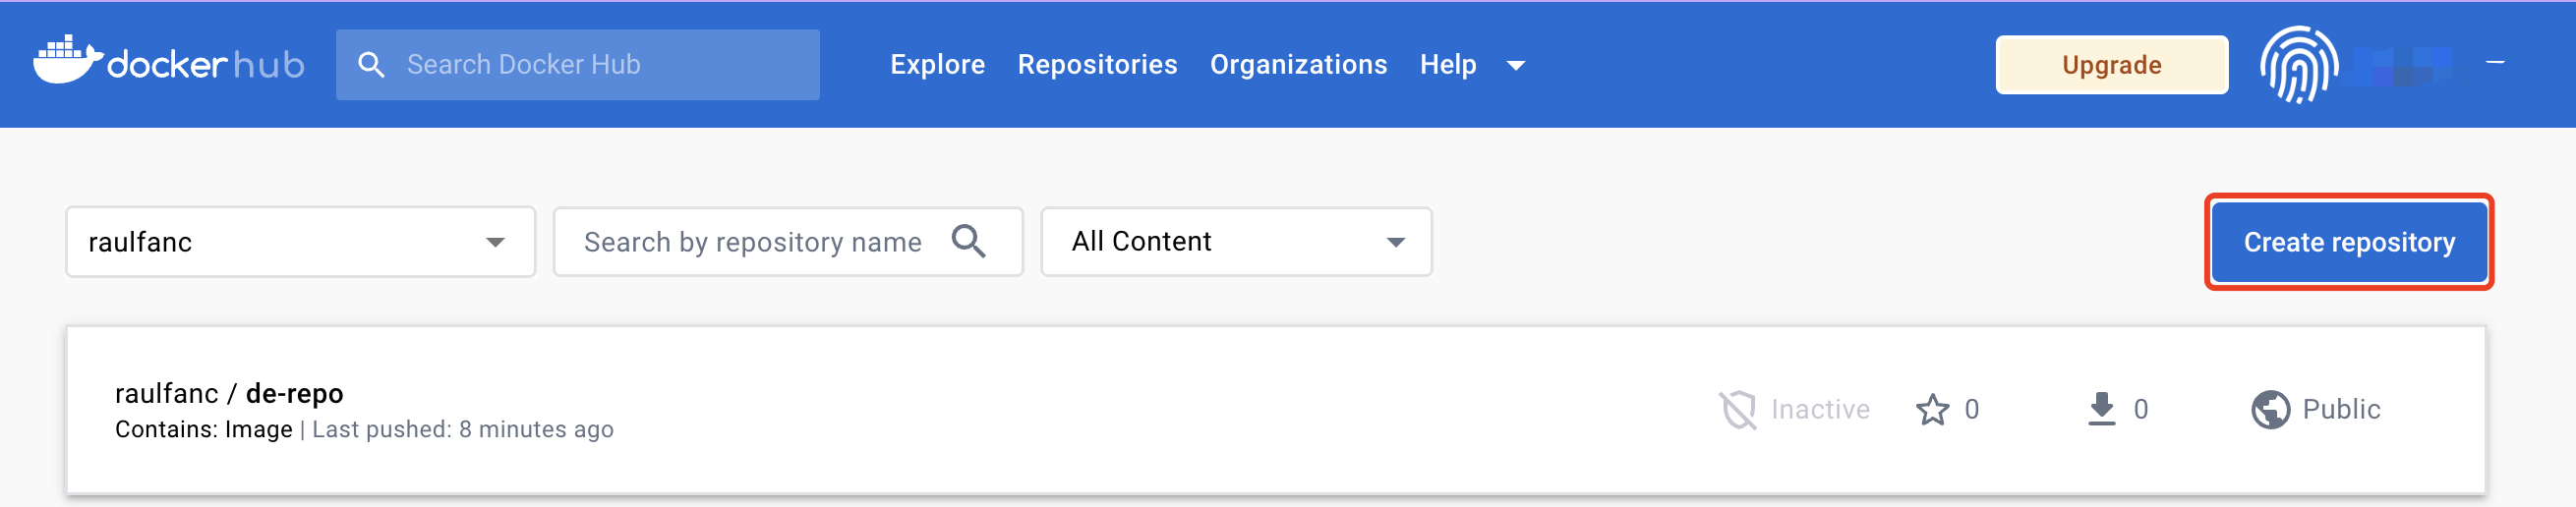 docker hub
Search Docker Hub
Explore Repositories Organizations Help
Upgrade
raulfanc
Search by repository name
All Content
Create repository
raulfanc / de-repo
Inactive 0 0 Public
Contains: Image | Last pushed: 8 minutes ago